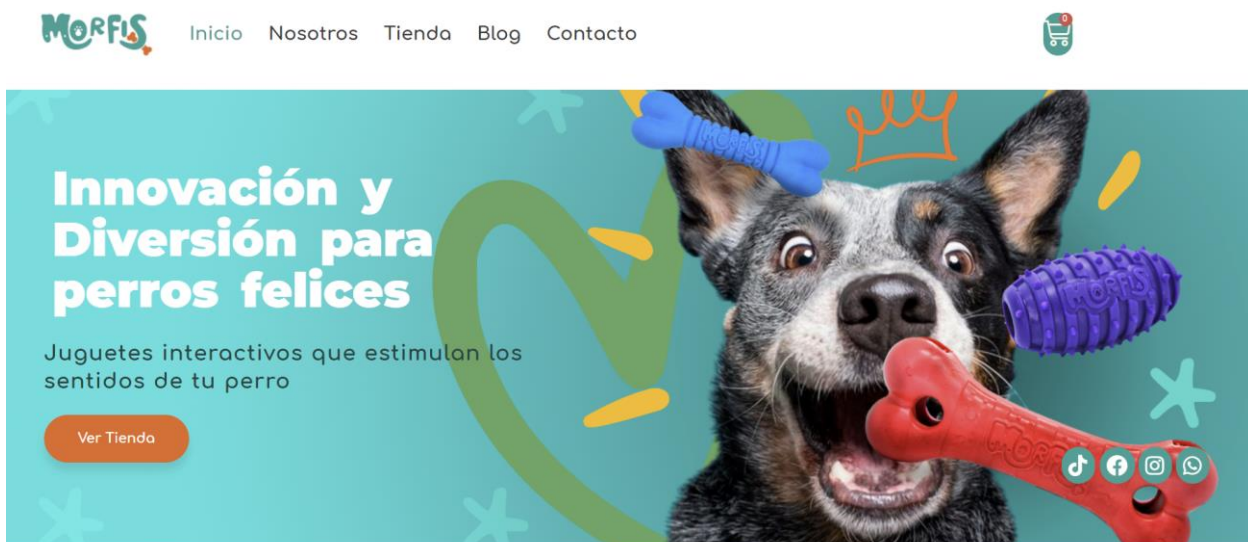 MORFIS
Inicio Nosotros Tienda Blog Contacto
0
Innovación y
Diversión para
perros felices
Juguetes interactivos que estimulan los
sentidos de tu perro
Ver Tienda
MORFIS
MORFIS
MORFIS